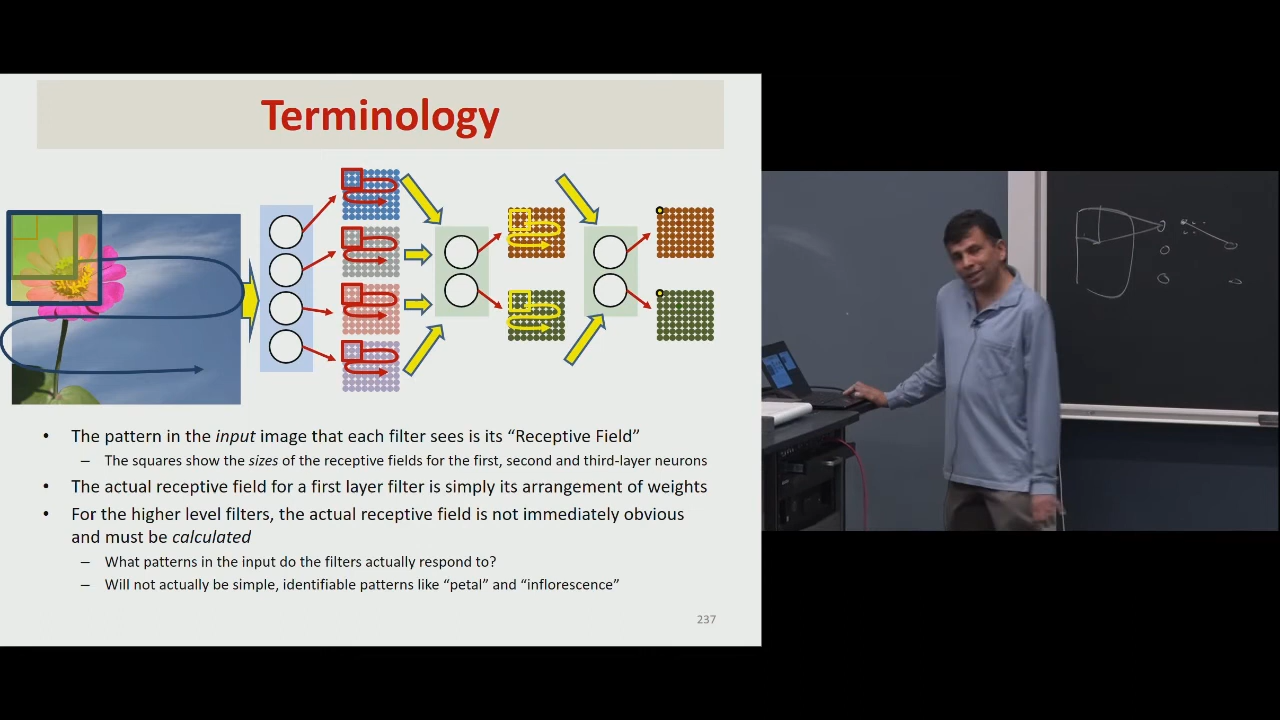 Terminology
• The pattern in the input image that each filter sees is its “Receptive Field”
– The squares show the sizes of the receptive fields for the first, second and third-layer neurons
• The actual receptive field for a first layer filter is simply its arrangement of weights
• For the higher level filters, the actual receptive field is not immediately obvious
and must be calculated
– What patterns in the input do the filters actually respond to?
– Will not actually be simple, identifiable patterns like “petal” and “inflorescence”
237